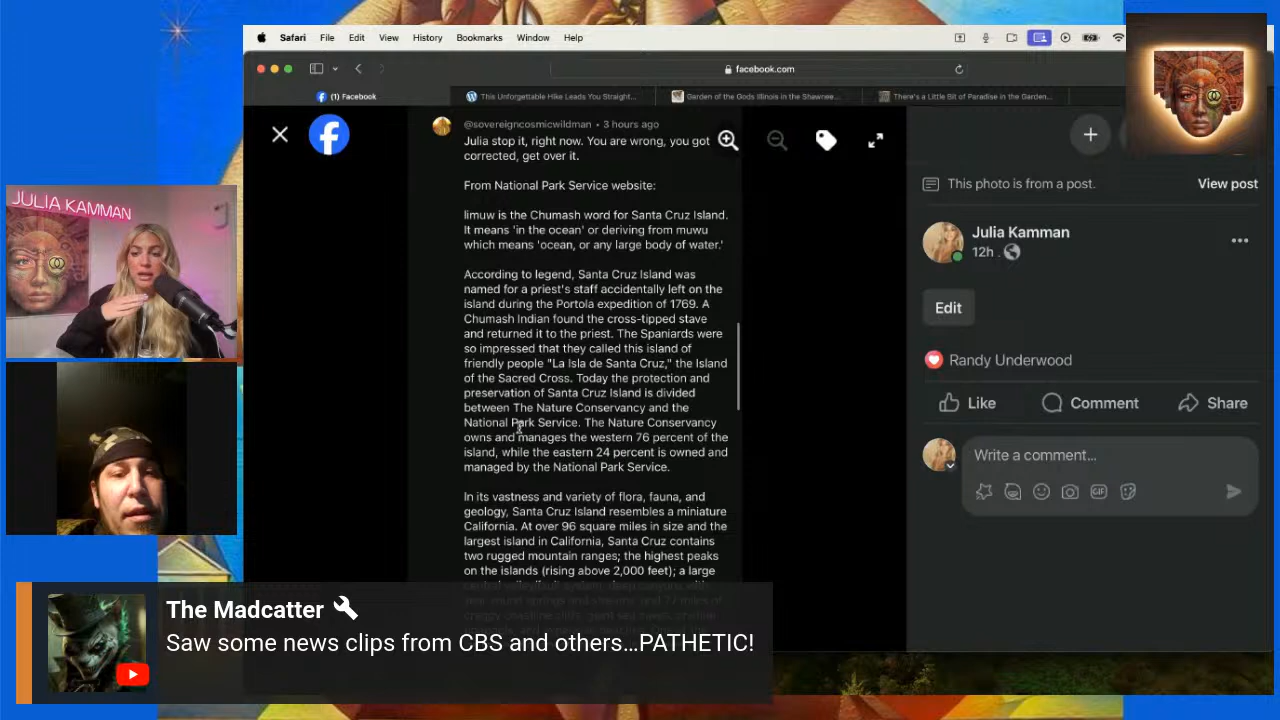 Safari File Edit View History Bookmarks Window Help
facebook.com
(1) Facebook
This Unforgettable Hike Leads You Straight...
Garden of the Gods Illinois in the Shawnee...
There's a Little Bit of Paradise in the Garden...
@sovereigncosmicwildman • 3 hours ago
Julia stop it, right now. You are wrong, you got
corrected, get over it.
From National Park Service website:
limuw is the Chumash word for Santa Cruz Island.
It means 'in the ocean' or deriving from muwu
which means 'ocean, or any large body of water.'
According to legend, Santa Cruz Island was
named for a priest's staff accidentally left on the
island during the Portola expedition of 1769. A
Chumash Indian found the cross-tipped stave
and returned it to the priest. The Spaniards were
so impressed that they called this island of
friendly people "La Isla de Santa Cruz," the Island
of the Sacred Cross. Today the protection and
preservation of Santa Cruz Island is divided
between The Nature Conservancy and the
National Park Service. The Nature Conservancy
owns and manages the western 76 percent of the
island, while the eastern 24 percent is owned and
managed by the National Park Service.
In its vastness and variety of flora, fauna, and
geology, Santa Cruz Island resembles a miniature
California. At over 96 square miles in size and the
largest island in California, Santa Cruz contains
two rugged mountain ranges; the highest peaks
on the islands (rising above 2,000 feet); a large
This photo is from a post.
View post
Julia Kamman
12h
Edit
Randy Underwood
Like Comment Share
Write a comment...
GIF
JULIA KAMMAN
The Madcatter
Saw some news clips from CBS and others...PATHETIC!